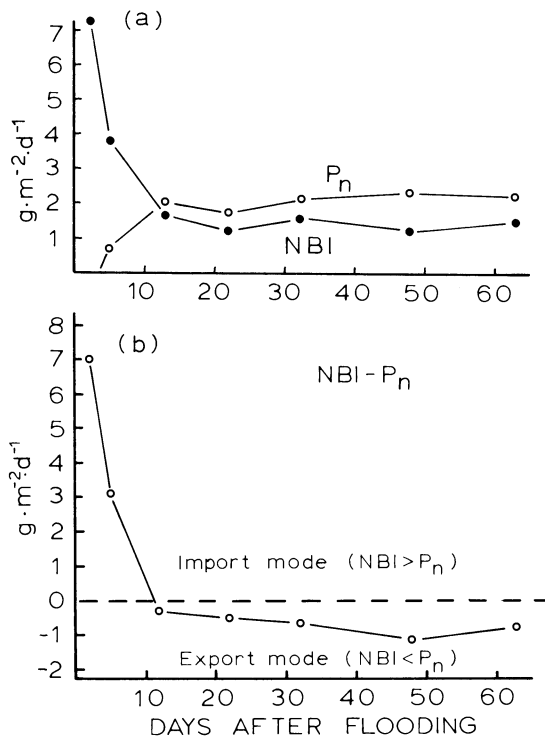 (a)
g·m⁻²·d⁻¹
7
6
5
4
3
2
1
Pₙ
NBI
10 20 30 40 50 60
(b)
g·m⁻²·d⁻¹
8
7
6
5
4
3
2
1
0
-1
-2
NBI-Pₙ
Import mode (NBI>Pₙ)
Export mode (NBI<Pₙ)
10 20 30 40 50 60
DAYS AFTER FLOODING